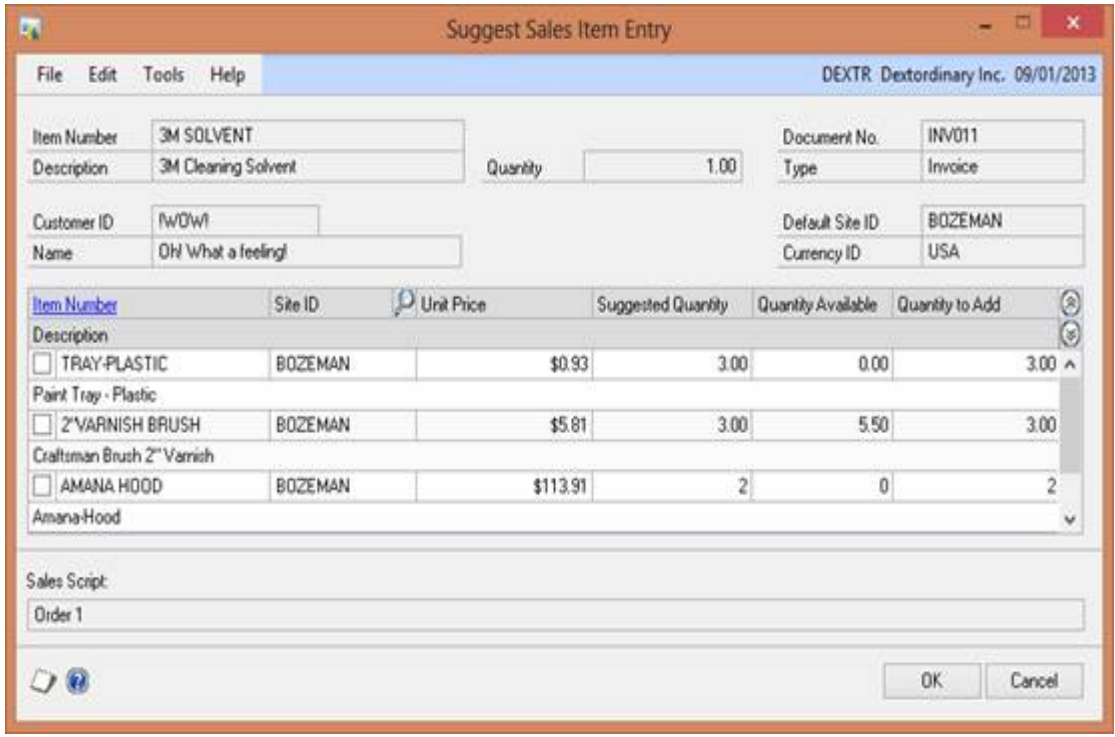 Suggest Sales Item Entry
File Edit Tools Help DEXTR Dextordinary Inc. 09/01/2013
Item Number 3M SOLVENT Document No. INV011
Description 3M Cleaning Solvent Quantity 1.00 Type Invoice
Customer ID !WOW! Default Site ID BOZEMAN
Name Oh! What a feeling! Currency ID USA
Item Number Site ID Unit Price Suggested Quantity Quantity Available Quantity to Add
Description
TRAY-PLASTIC BOZEMAN $0.93 3.00 0.00 3.00
Paint Tray - Plastic
2"VARNISH BRUSH BOZEMAN $5.81 3.00 5.50 3.00
Craftsman Brush 2" Varnish
AMANA HOOD BOZEMAN $113.91 2 0 2
Amana-Hood
Sales Script:
Order 1
OK Cancel